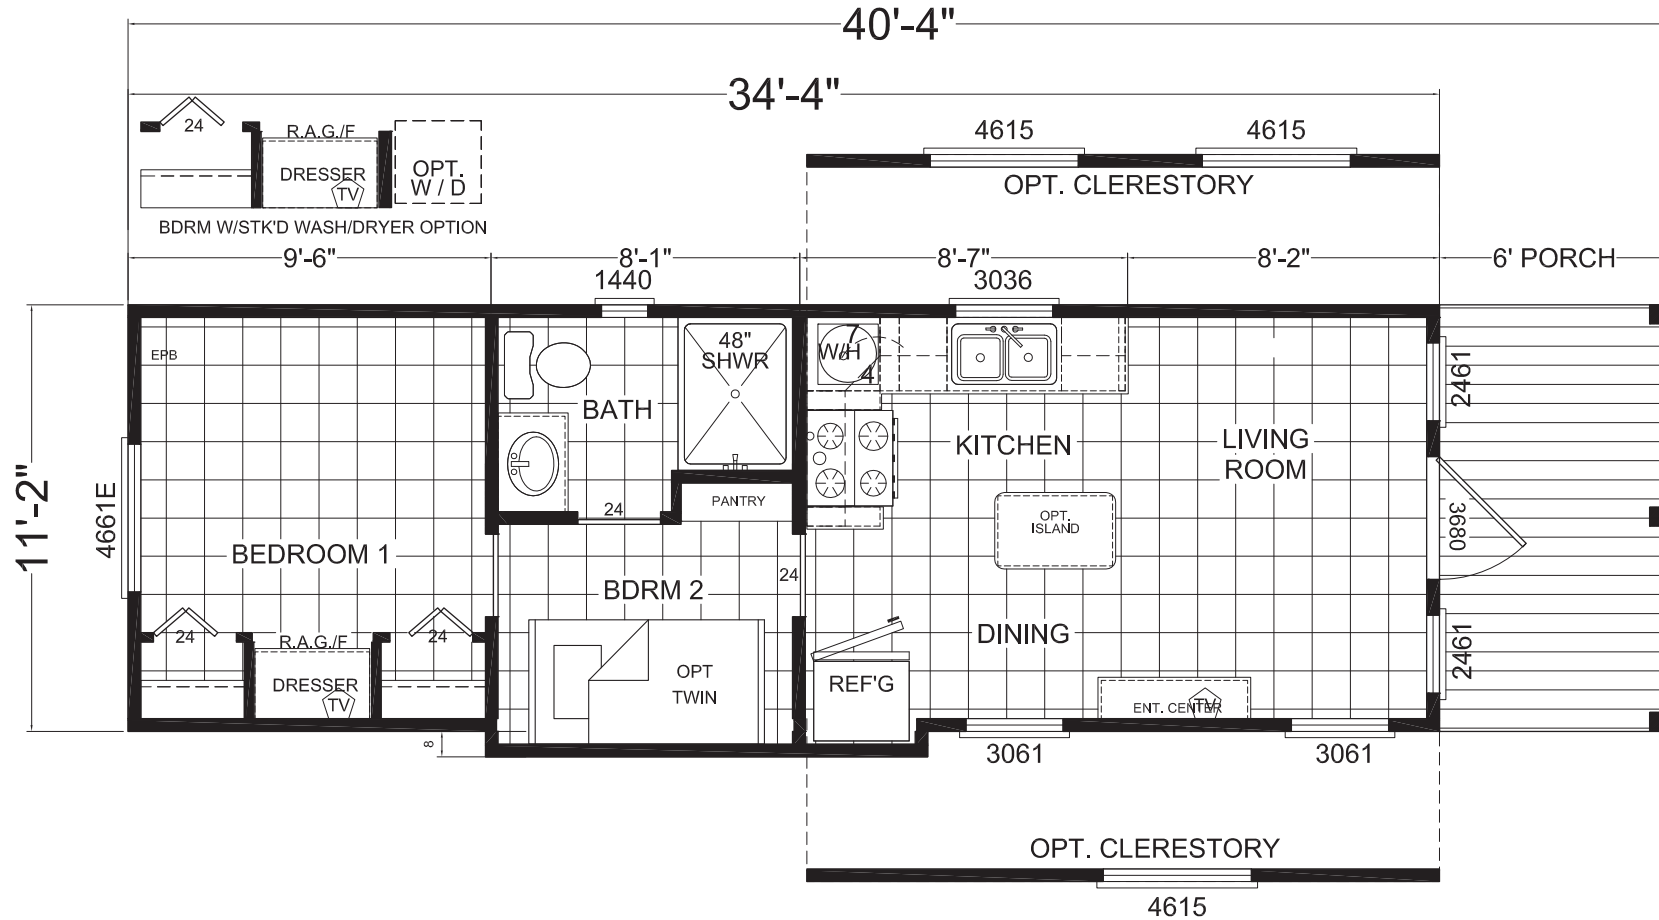 40'-4"
34'-4"
24
R.A.G./F
DRESSER
TV
OPT.
W / D
BDRM W/STK'D WASH/DRYER OPTION
4615
4615
OPT. CLERESTORY
9'-6"
8'-1"
8'-7"
8'-2"
6' PORCH
1440
3036
EPB
48"
SHWR
7
W/H
4
2461
BATH
KITCHEN
LIVING
ROOM
11'-2"
4661E
PANTRY
24
OPT.
ISLAND
3680
BEDROOM 1
BDRM 2
24
DINING
24
R.A.G./F
24
DRESSER
TV
OPT
TWIN
REF'G
ENT. CENTER
TV
2461
8
3061
3061
OPT. CLERESTORY
4615